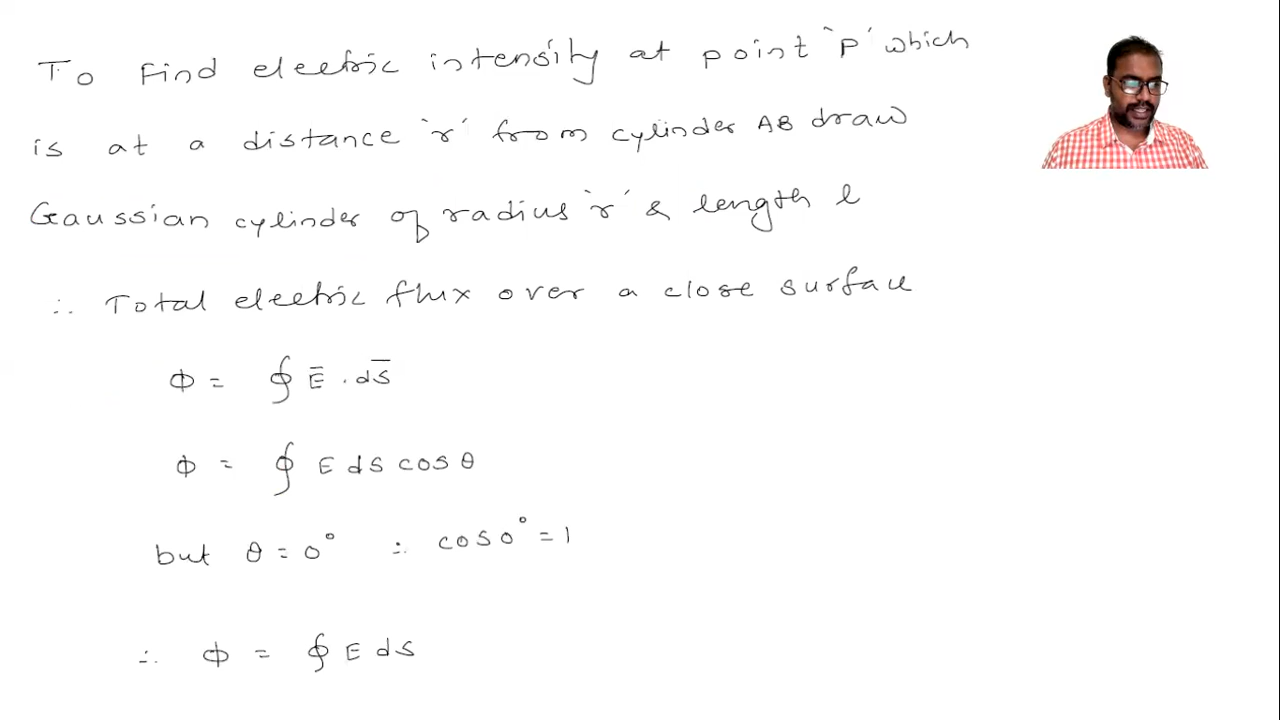 To Find electric intensity at point 'P' which
is at a distance 'r' from cylinder AB draw
Gaussian cylinder of radius 'r' & length l
∴ Total electric flux over a close surface
Φ = ∮ E̅ . dS̅
Φ = ∮ E ds cos θ
but θ = 0° ∴ cos 0° = 1
∴ Φ = ∮ E ds